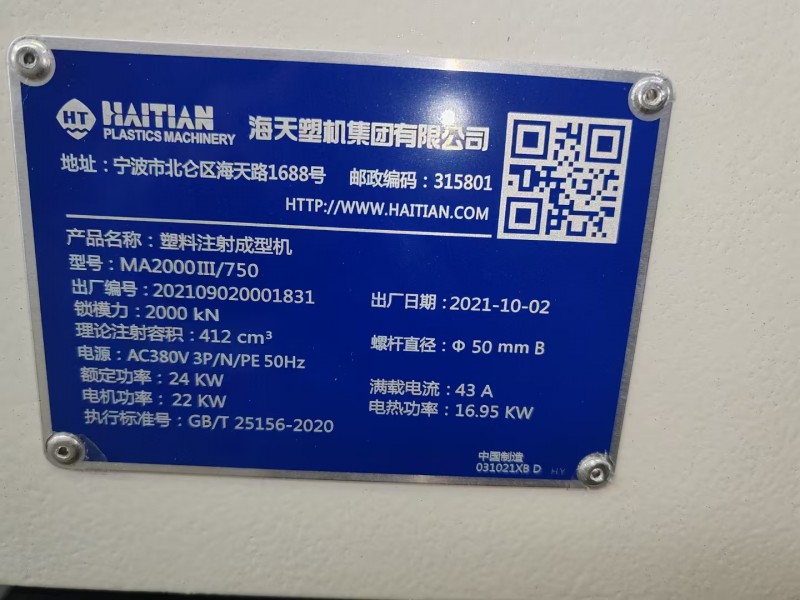 HT HAITIAN 海天塑机集团有限公司
PLASTICS MACHINERY
地址：宁波市北仑区海天路1688号 邮政编码：315801
HTTP://WWW.HAITIAN.COM
产品名称：塑料注射成型机
型号：MA2000III/750
出厂编号：202109020001831 出厂日期：2021-10-02
锁模力：2000 kN
理论注射容积：412 cm³ 螺杆直径：Φ 50 mm B
电源：AC380V 3P/N/PE 50Hz
额定功率：24 KW 满载电流：43 A
电机功率：22 KW 电热功率：16.95 KW
执行标准号：GB/T 25156-2020
中国制造
031021XB D HY